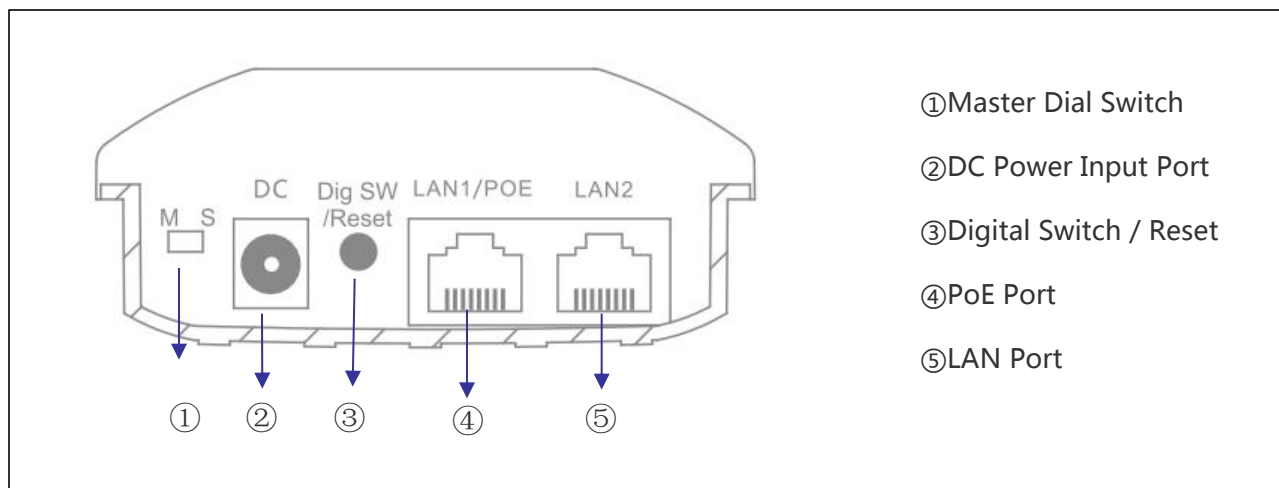 DC
Dig SW
/Reset
LAN1/POE
LAN2
M S
①
②
③
④
⑤
①Master Dial Switch
②DC Power Input Port
③Digital Switch / Reset
④PoE Port
⑤LAN Port